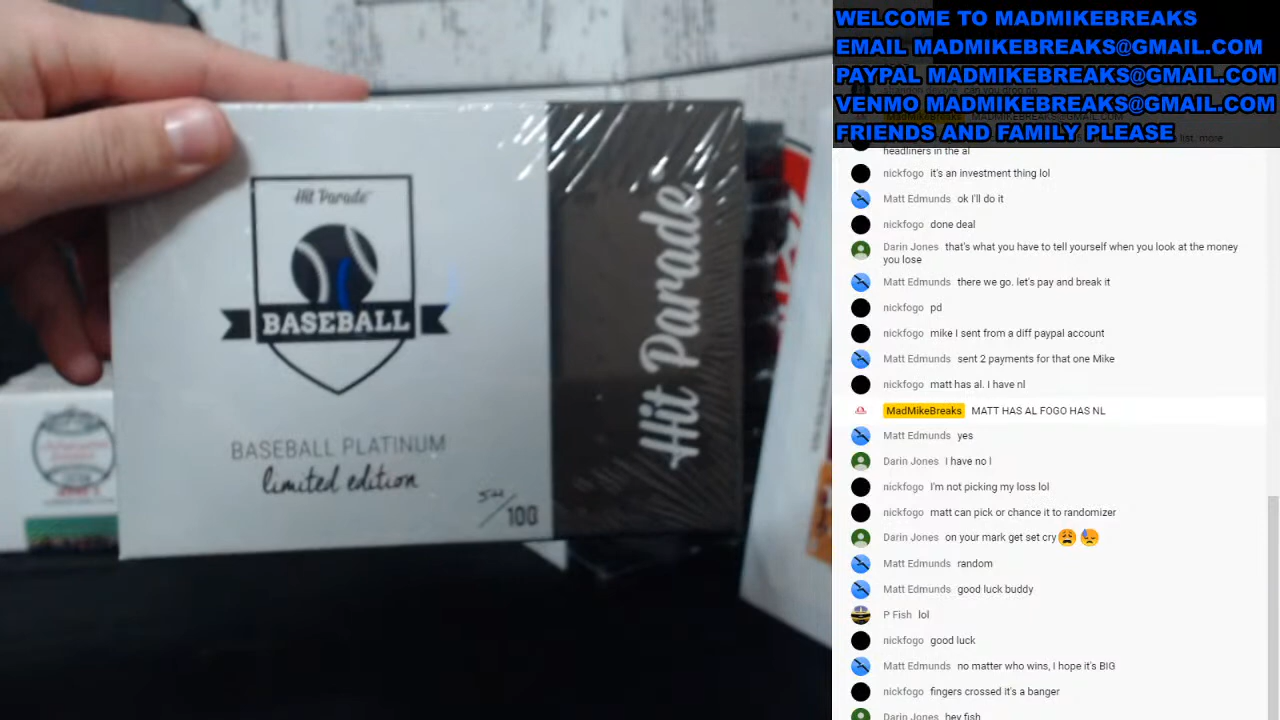 Hit Parade
BASEBALL
BASEBALL PLATINUM
limited edition
/100
Hit Parade
WELCOME TO MADMIKEBREAKS
EMAIL MADMIKEBREAKS@GMAIL.COM
PAYPAL MADMIKEBREAKS@GMAIL.COM
VENMO MADMIKEBREAKS@GMAIL.COM
FRIENDS AND FAMILY PLEASE
list, more
headliners in the al
nickfogo it's an investment thing lol
Matt Edmunds ok I'll do it
nickfogo done deal
Darin Jones that's what you have to tell yourself when you look at the money
you lose
Matt Edmunds there we go. let's pay and break it
nickfogo pd
nickfogo mike I sent from a diff paypal account
Matt Edmunds sent 2 payments for that one Mike
nickfogo matt has al. I have nl
MadMikeBreaks MATT HAS AL FOGO HAS NL
Matt Edmunds yes
Darin Jones I have no l
nickfogo I'm not picking my loss lol
nickfogo matt can pick or chance it to randomizer
Darin Jones on your mark get set cry😩😓
Matt Edmunds random
Matt Edmunds good luck buddy
P Fish lol
nickfogo good luck
Matt Edmunds no matter who wins, I hope it's BIG
nickfogo fingers crossed it's a banger
Darin Jones hey fish